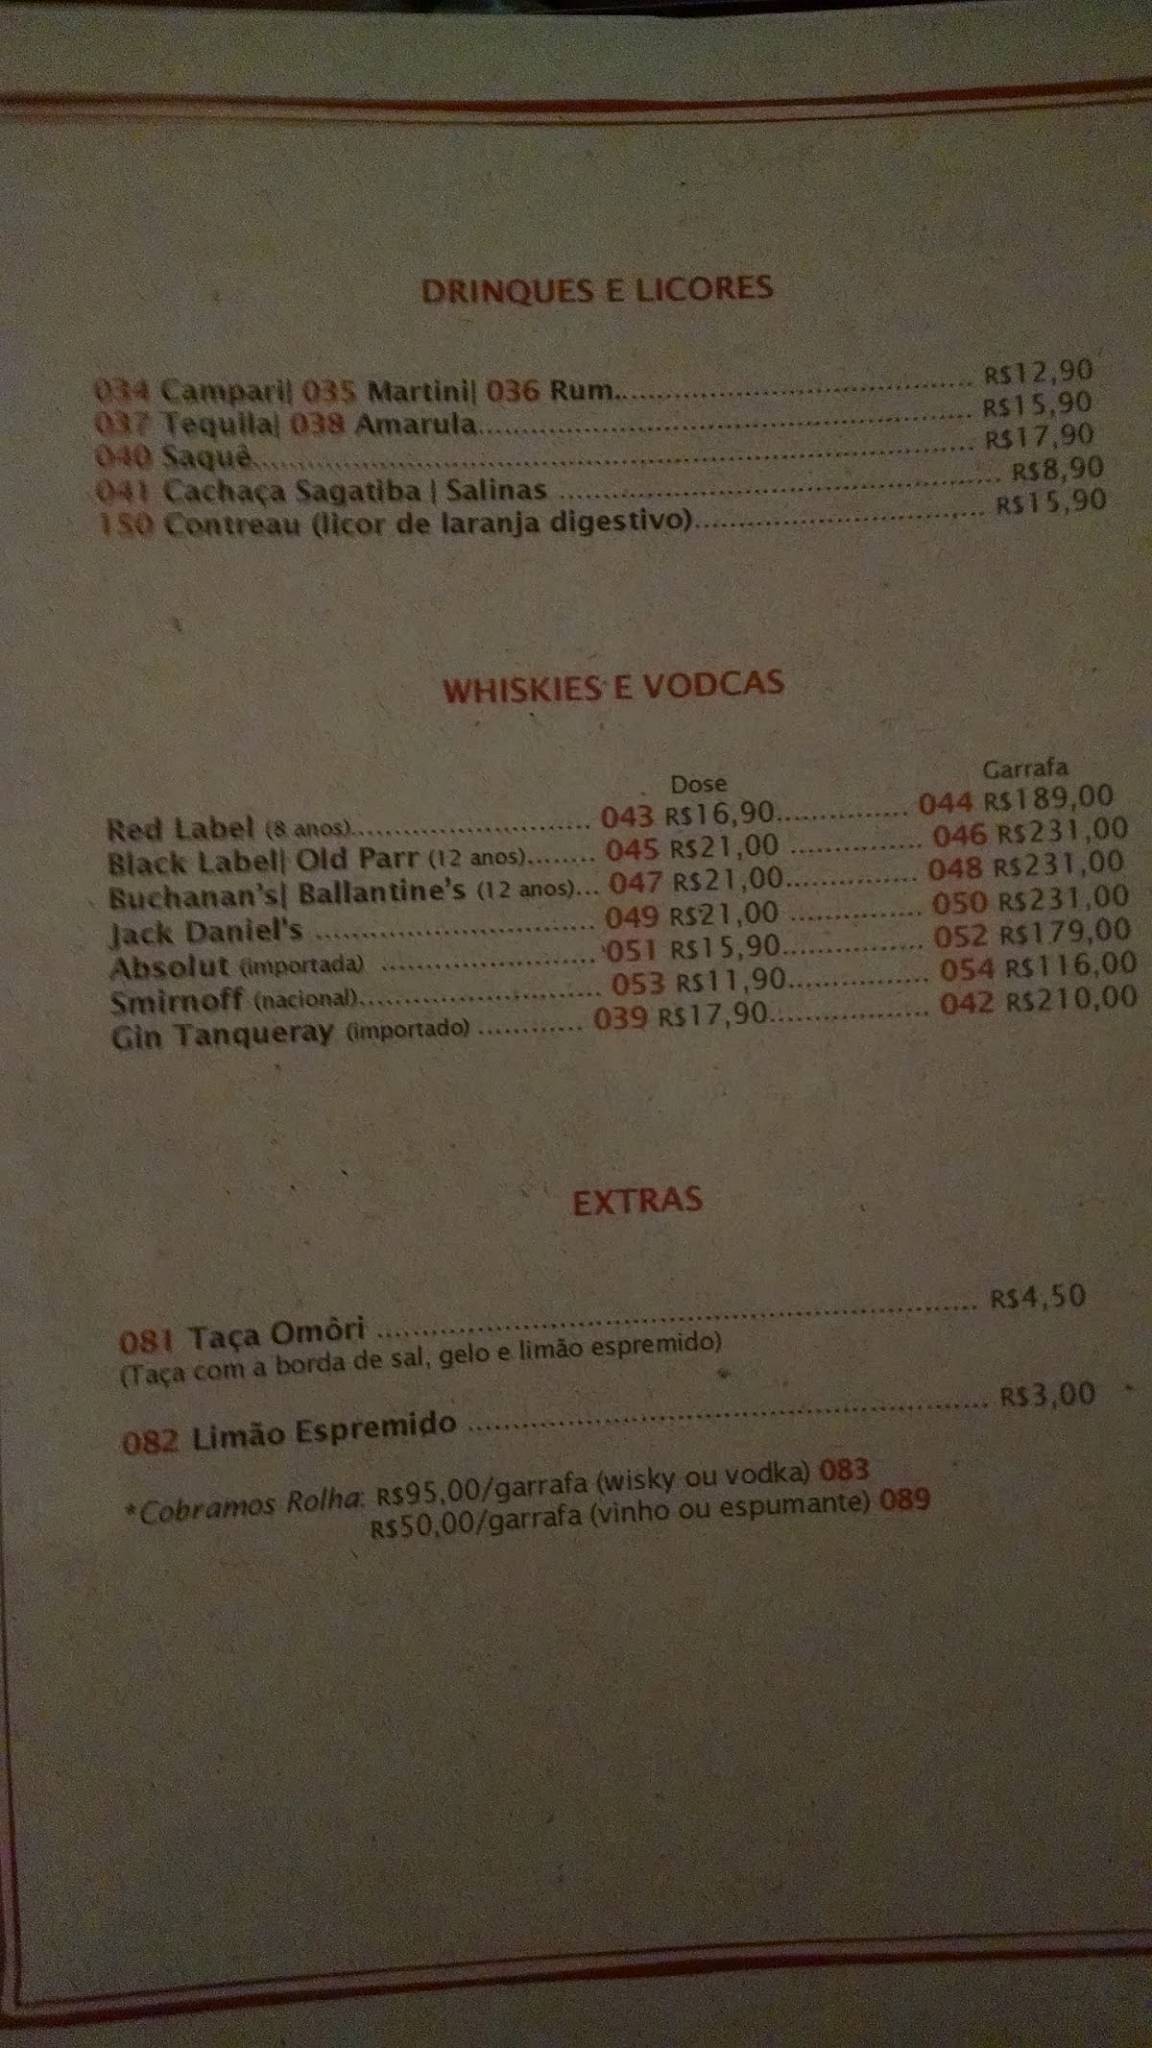 DRINQUES E LICORES
034 Campari| 035 Martini| 036 Rum.................................................R$12,90
037 Tequila| 038 Amarula.................................................R$15,90
040 Saquê.................................................R$17,90
041 Cachaça Sagatiba | Salinas .................................................R$8,90
150 Contreau (licor de laranja digestivo).................................R$15,90
WHISKIES E VODCAS
Dose Garrafa
Red Label (8 anos)........................... 043 R$16,90............... 044 R$189,00
Black Label| Old Parr (12 anos)........ 045 R$21,00 ............... 046 R$231,00
Buchanan's| Ballantine's (12 anos)... 047 R$21,00............... 048 R$231,00
Jack Daniel's ................................ 049 R$21,00 ............... 050 R$231,00
Absolut (importada) ........................ 051 R$15,90................ 052 R$179,00
Smirnoff (nacional)........................... 053 R$11,90................ 054 R$116,00
Gin Tanqueray (importado) ............ 039 R$17,90.................. 042 R$210,00
EXTRAS
081 Taça Omôri ................................................................. R$4,50
(Taça com a borda de sal, gelo e limão espremido)
082 Limão Espremido ......................................................... R$3,00
*Cobramos Rolha: R$95,00/garrafa (wisky ou vodka) 083
R$50,00/garrafa (vinho ou espumante) 089